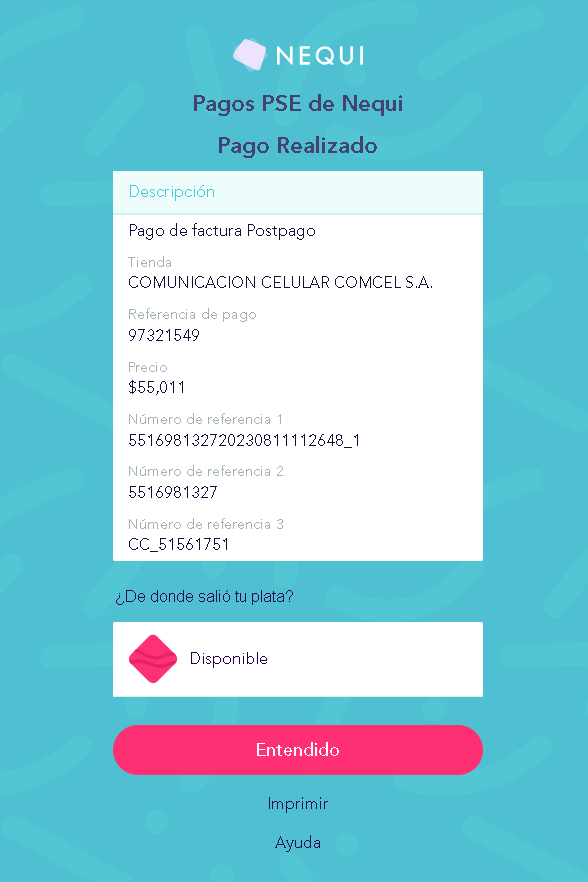 NEQUI
Pagos PSE de Nequi
Pago Realizado
Descripción
Pago de factura Postpago
Tienda
COMUNICACION CELULAR COMCEL S.A.
Referencia de pago
97321549
Precio
$55,011
Número de referencia 1
551698132720230811112648_1
Número de referencia 2
5516981327
Número de referencia 3
CC_51561751
¿De donde salió tu plata?
Disponible
Entendido
Imprimir
Ayuda